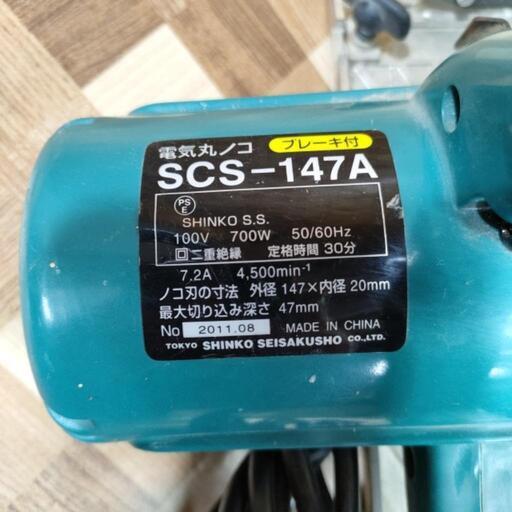 電気丸ノコ ブレーキ付
SCS-147A
PS E
SHINKO S.S.
100V 700W 50/60Hz
回 二重絶縁 定格時間 30分
7.2A 4,500min⁻¹
ノコ刃の寸法 外径 147×内径 20mm
最大切り込み深さ 47mm
No 2011.08 MADE IN CHINA
TOKYO SHINKO SEISAKUSHO CO.,LTD.